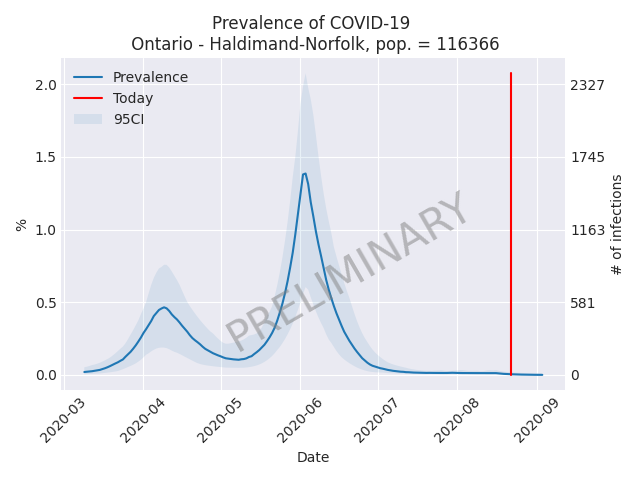 Prevalence of COVID-19
Ontario - Haldimand-Norfolk, pop. = 116366
Prevalence
Today
95CI
PRELIMINARY
2.0
1.5
1.0
0.5
0.0
%
2327
1745
1163
581
0
# of infections
2020-03
2020-04
2020-05
2020-06
2020-07
2020-08
2020-09
Date